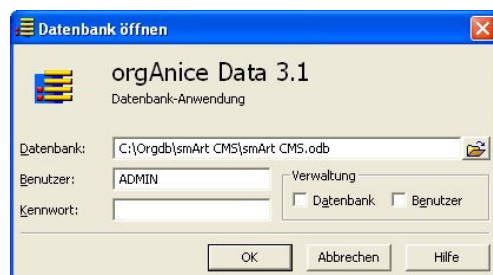 Datenbank öffnen
orgAnice Data 3.1
Datenbank-Anwendung
Datenbank: C:\Orgdb\smArt CMS\smArt CMS.odb
Benutzer: ADMIN
Verwaltung
Datenbank Benutzer
Kennwort:
OK Abbrechen Hilfe